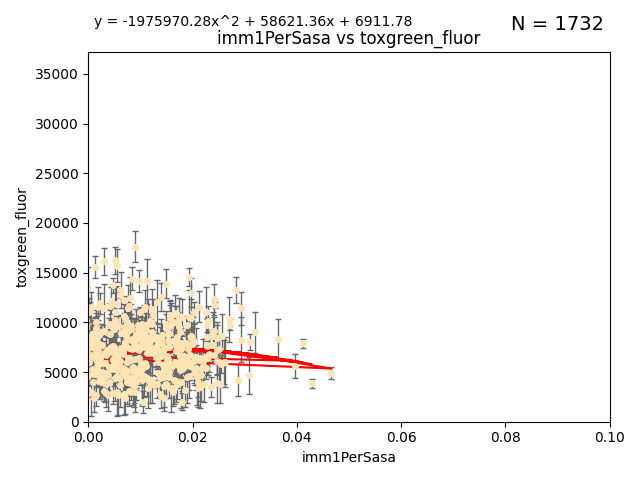 y = -1975970.28x^2 + 58621.36x + 6911.78
N = 1732
imm1PerSasa vs toxgreen_fluor
toxgreen_fluor
35000
30000
25000
20000
15000
10000
5000
0
0.00
0.02
0.04
0.06
0.08
0.10
imm1PerSasa